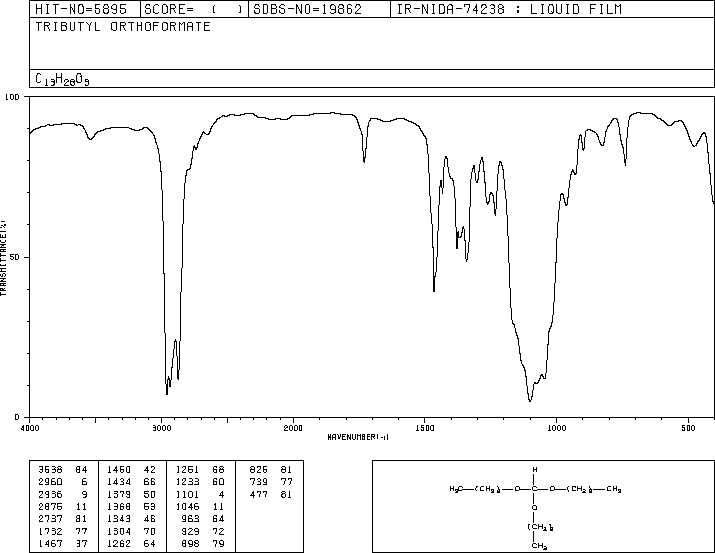 HIT-NO=5895 SCORE= ( ) SDBS-NO=19862 IR-NIDA-74238 : LIQUID FILM
TRIBUTYL ORTHOFORMATE
C13H28O3
100
50
0
TRANSMITTANCE(%)
4000 3000 2000 1500 1000 500
WAVENUMBER(-1)
3538 84 1460 42 1251 68 826 81
2960 6 1434 66 1233 60 739 77
2936 9 1379 50 1101 4 477 81
2875 11 1368 53 1046 11
2737 81 1343 46 963 64
1732 77 1304 70 929 72
1467 37 1262 64 898 79
H
H3C—(CH2)3—O—C—O—(CH2)3—CH3
O
(CH2)3
CH3